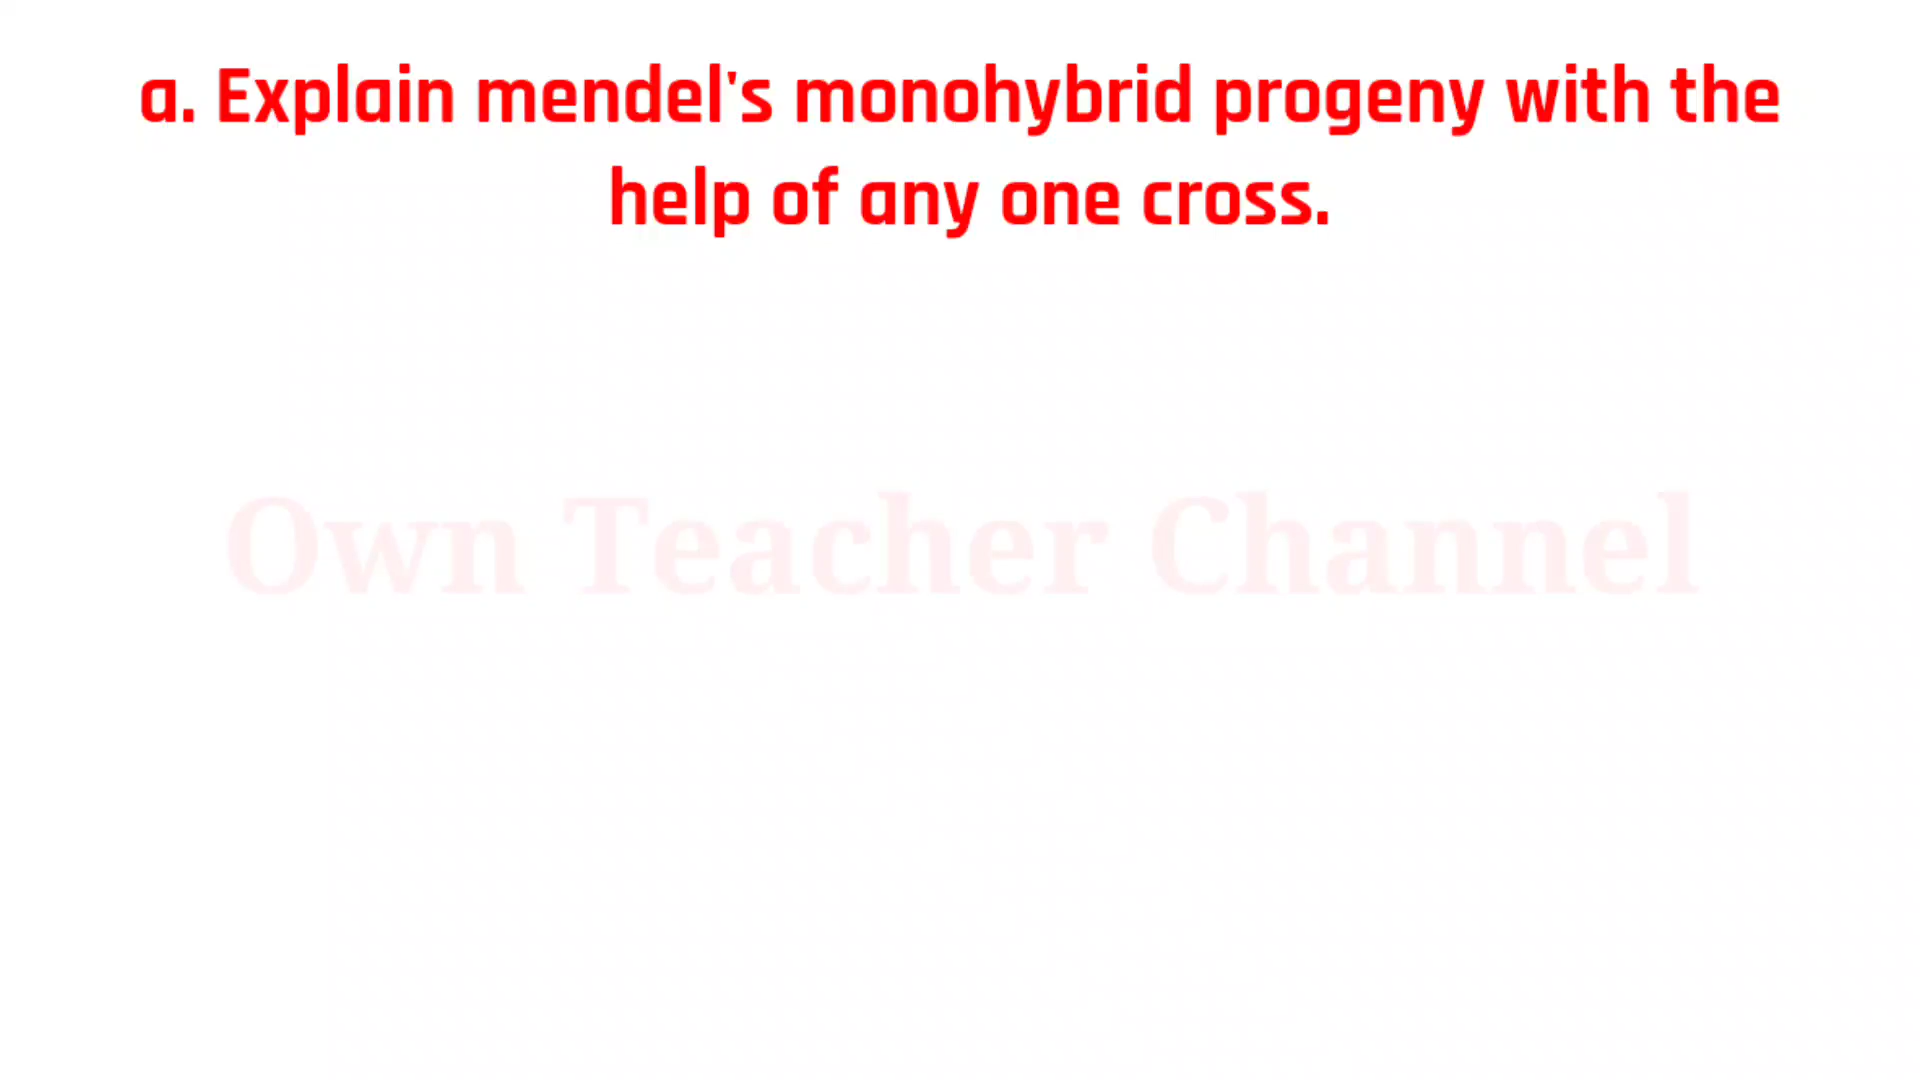 a. Explain mendel's monohybrid progeny with the
help of any one cross.
Own Teacher Channel